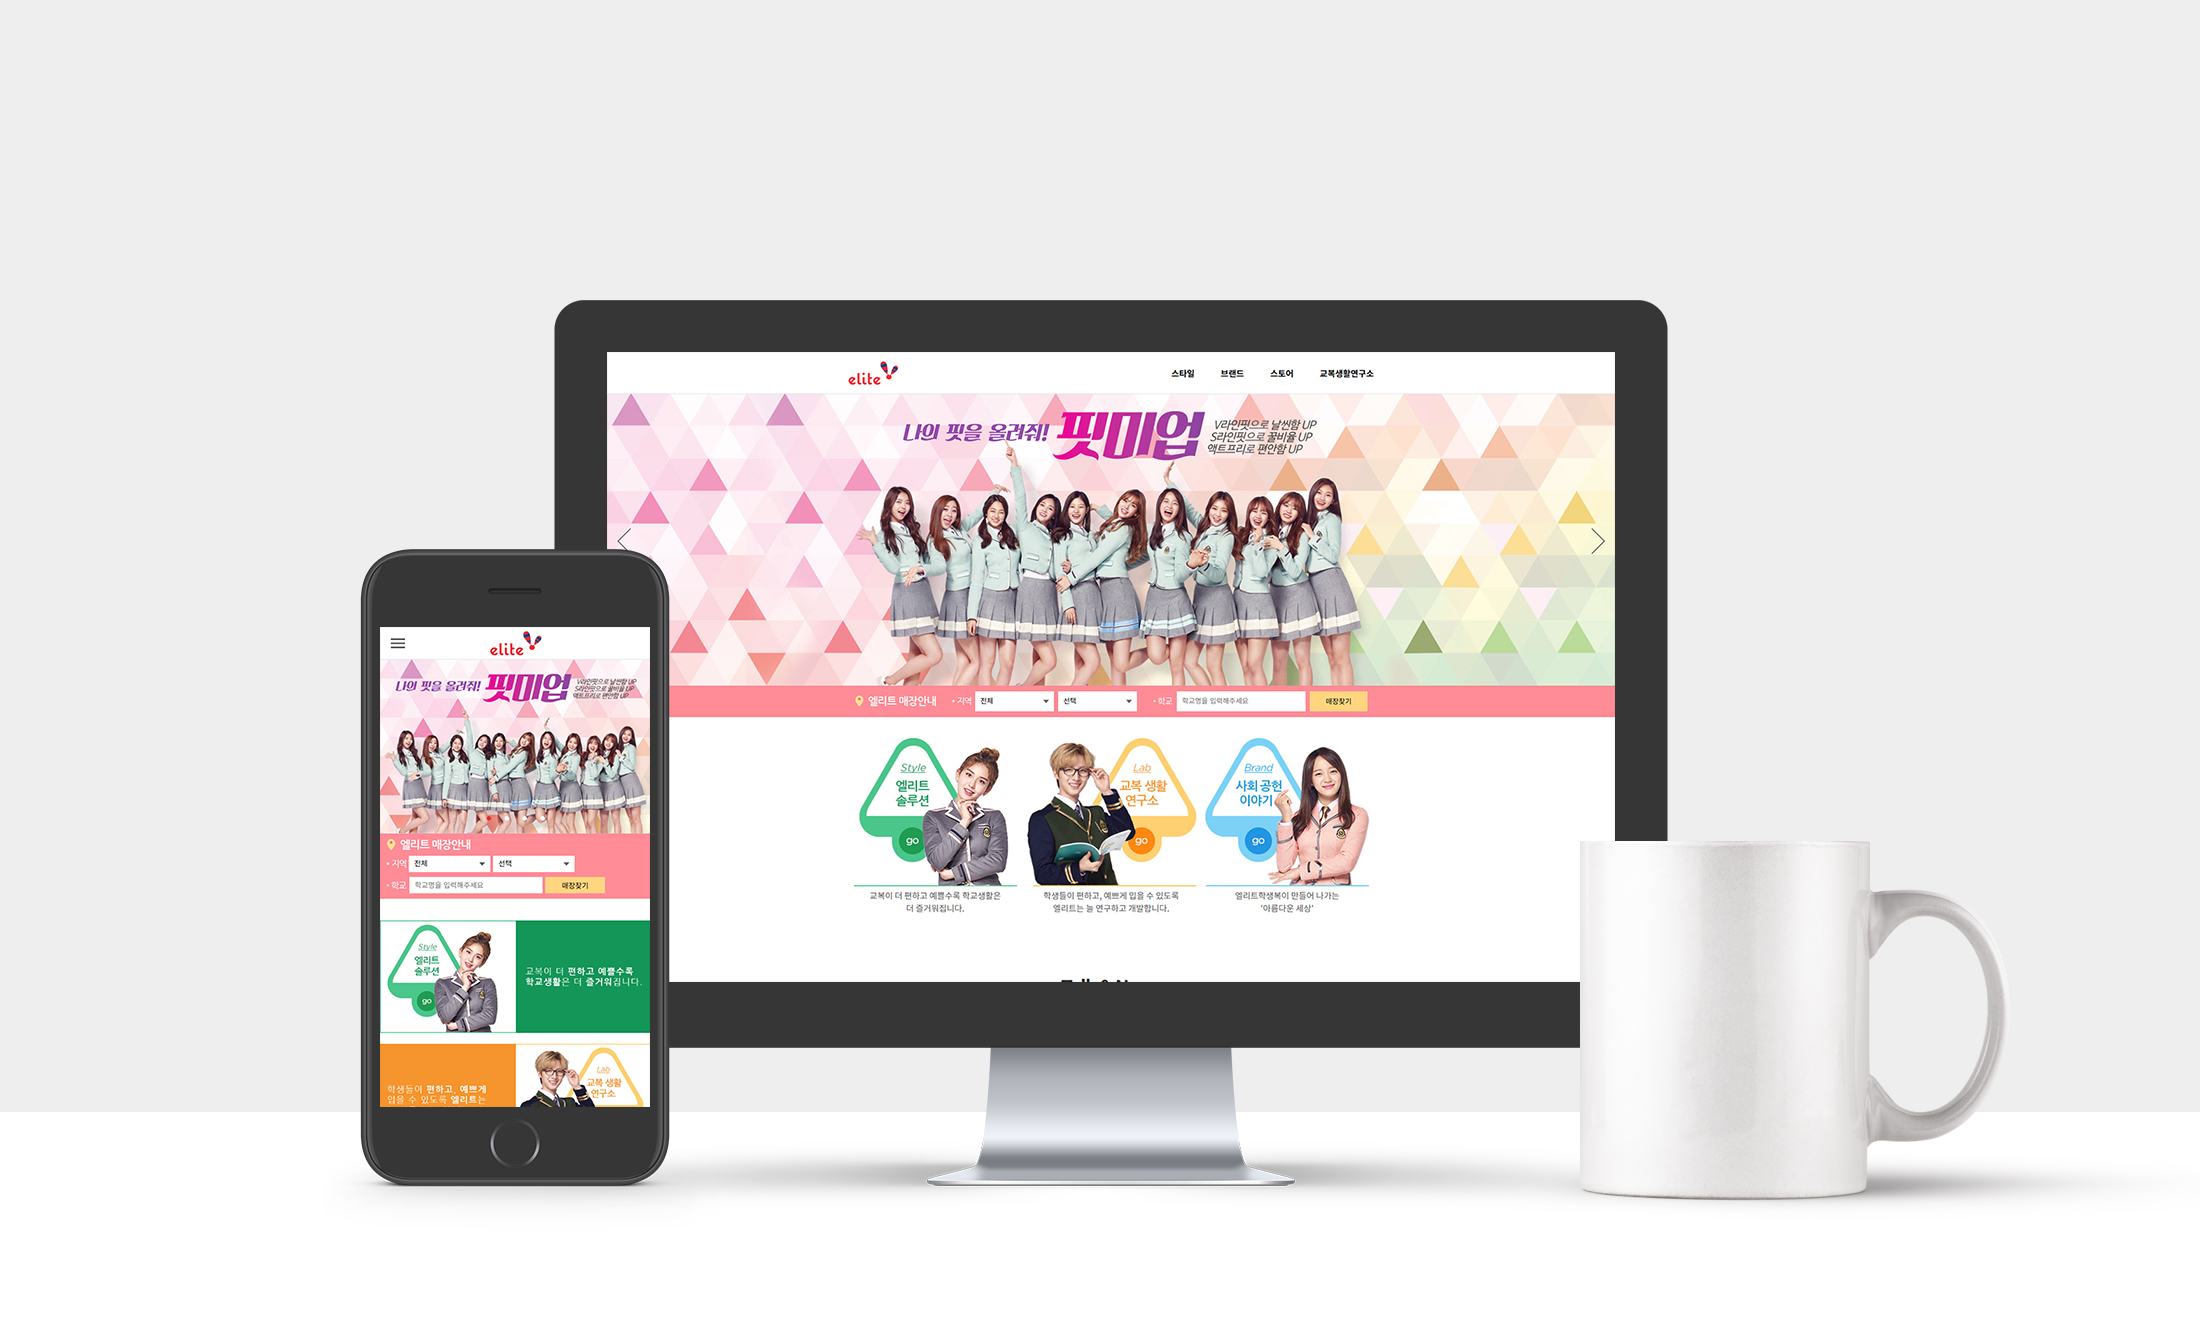 elite
스타일 브랜드 스토어 교복생활연구소
나의 핏을 올려줘! 핏미업
V라인핏으로 날씬함 UP
S라인핏으로 꿀비율 UP
액트프리로 편안함 UP
엘리트 매장안내 • 지역 전체 선택 • 학교 학교명을 입력해주세요 매장찾기
Style
엘리트
솔루션
go
교복이 더 편하고 예쁠수록 학교생활은
더 즐거워집니다.
Lab
교복 생활
연구소
go
학생들이 편하고, 예쁘게 입을 수 있도록
엘리트는 늘 연구하고 개발합니다.
Brand
사회 공헌
이야기
go
엘리트학생복이 만들어 나가는
'아름다운 세상'
elite
나의 핏을 올려줘! 핏미업
V라인핏으로 날씬함 UP
S라인핏으로 꿀비율 UP
액트프리로 편안함 UP
엘리트 매장안내
• 지역 전체 선택
• 학교 학교명을 입력해주세요 매장찾기
Style
엘리트
솔루션
go
교복이 더 편하고 예쁠수록
학교생활은 더 즐거워집니다.
학생들이 편하고, 예쁘게
입을 수 있도록 엘리트는
Lab
교복 생활
연구소